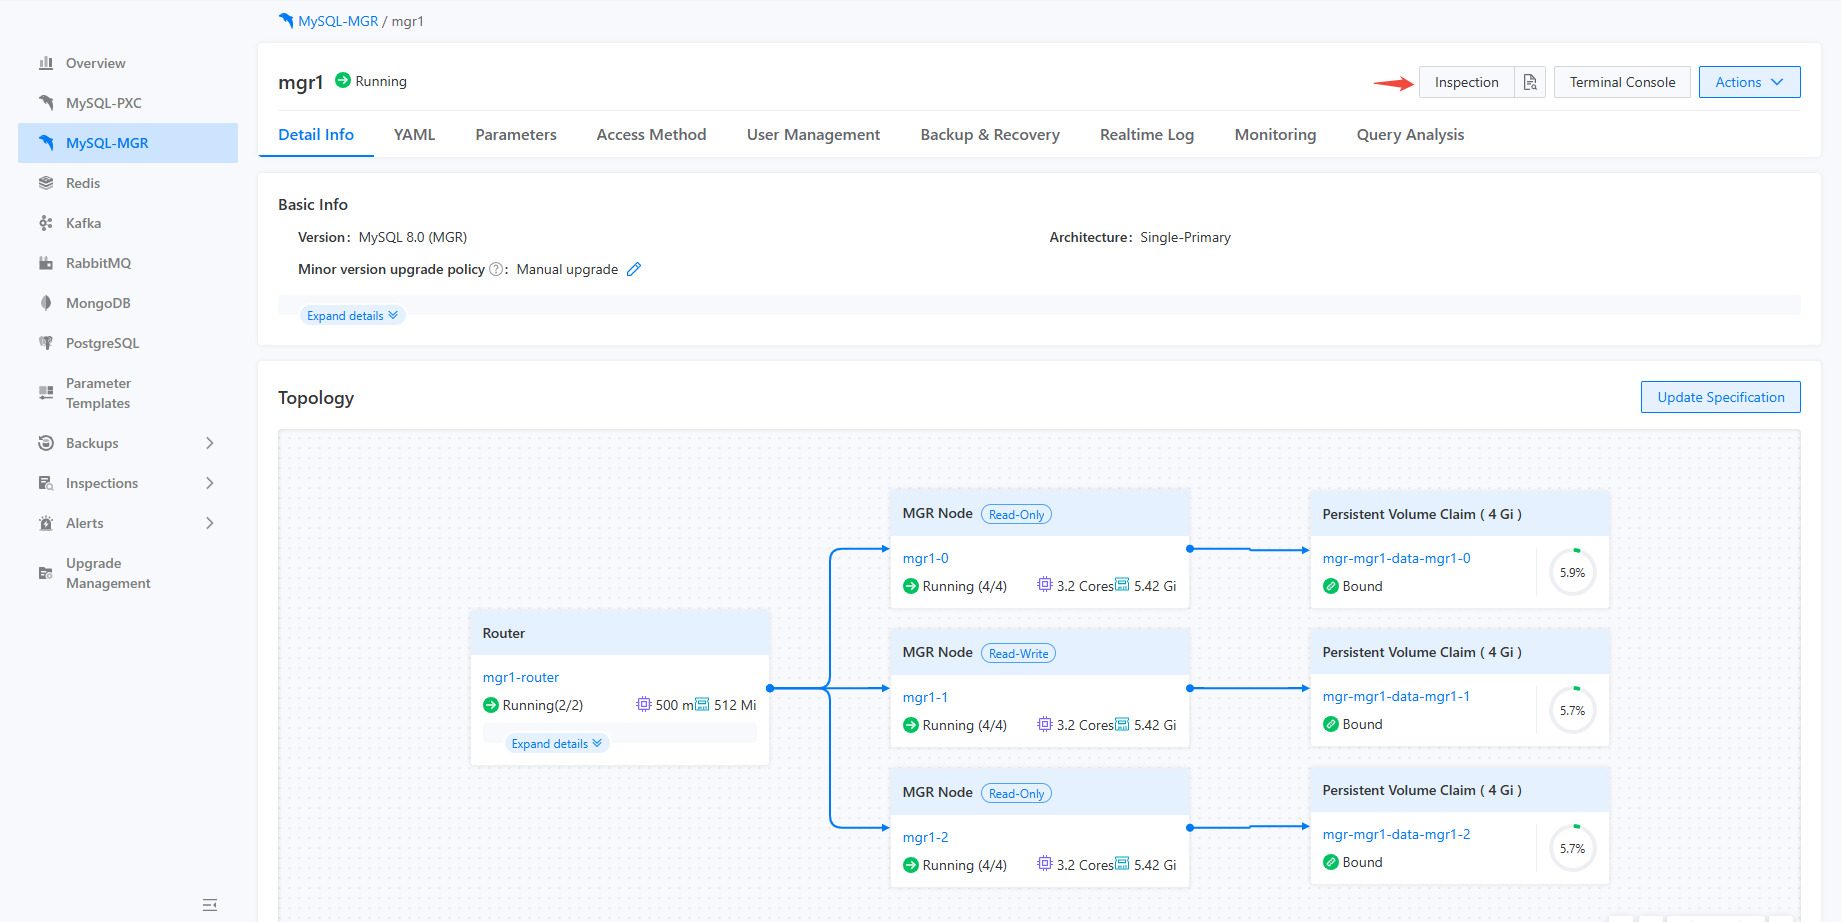 MySQL-MGR / mgr1
Overview
MySQL-PXC
MySQL-MGR
Redis
Kafka
RabbitMQ
MongoDB
PostgreSQL
Parameter
Templates
Backups
Inspections
Alerts
Upgrade
Management
mgr1 Running
Inspection
Terminal Console
Actions
Detail Info YAML Parameters Access Method User Management Backup & Recovery Realtime Log Monitoring Query Analysis
Basic Info
Version: MySQL 8.0 (MGR)
Architecture: Single-Primary
Minor version upgrade policy ?: Manual upgrade
Expand details
Topology
Update Specification
Router
mgr1-router
Running(2/2) 500 m 512 Mi
Expand details
MGR Node Read-Only
mgr1-0
Running (4/4) 3.2 Cores 5.42 Gi
MGR Node Read-Write
mgr1-1
Running (4/4) 3.2 Cores 5.42 Gi
MGR Node Read-Only
mgr1-2
Running (4/4) 3.2 Cores 5.42 Gi
Persistent Volume Claim ( 4 Gi )
mgr-mgr1-data-mgr1-0
Bound
5.9%
Persistent Volume Claim ( 4 Gi )
mgr-mgr1-data-mgr1-1
Bound
5.7%
Persistent Volume Claim ( 4 Gi )
mgr-mgr1-data-mgr1-2
Bound
5.7%